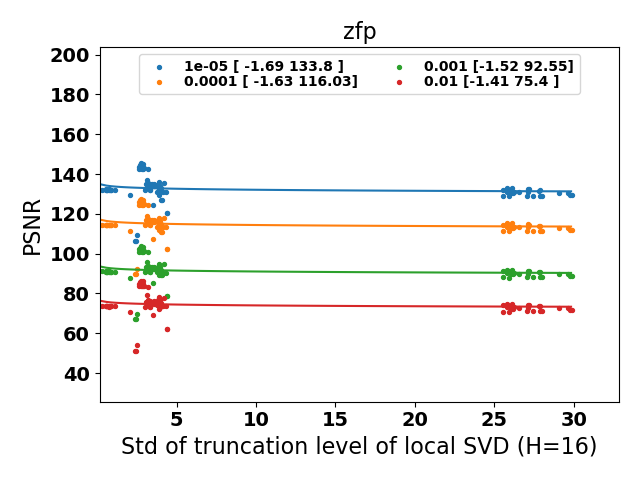 zfp
1e-05 [ -1.69 133.8 ]
0.0001 [ -1.63 116.03]
0.001 [-1.52 92.55]
0.01 [-1.41 75.4 ]
200
180
160
140
120
100
80
60
40
PSNR
5 10 15 20 25 30
Std of truncation level of local SVD (H=16)